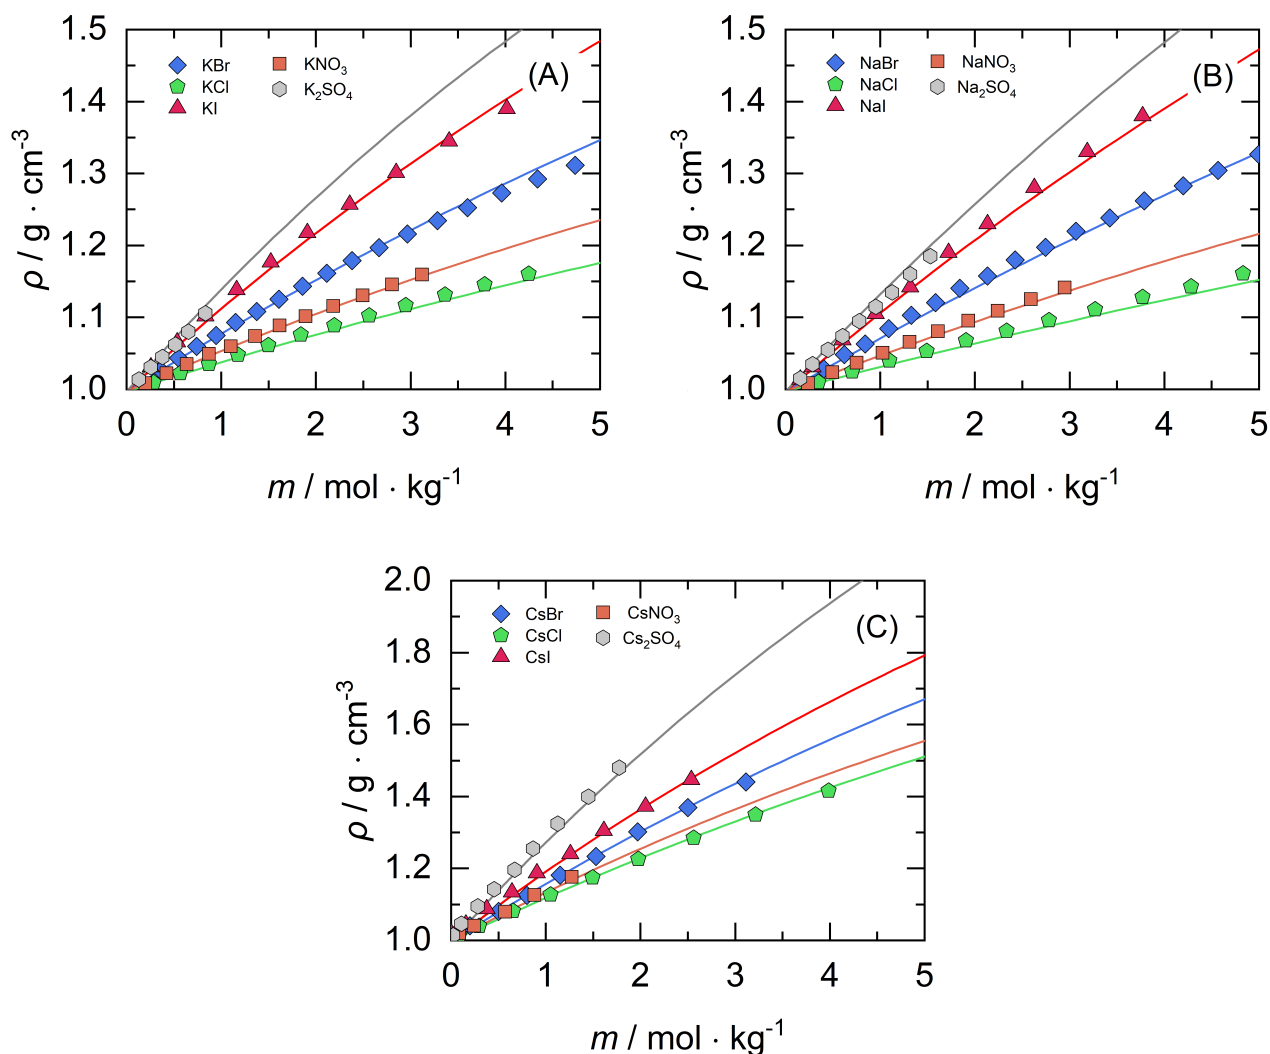 1.5
1.4
1.3
1.2
1.1
1.0
ρ / g · cm⁻³
KBr
KCl
KI
KNO₃
K₂SO₄
(A)
0 1 2 3 4 5
m / mol · kg⁻¹
1.5
1.4
1.3
1.2
1.1
1.0
ρ / g · cm⁻³
NaBr
NaCl
NaI
NaNO₃
Na₂SO₄
(B)
0 1 2 3 4 5
m / mol · kg⁻¹
2.0
1.8
1.6
1.4
1.2
1.0
ρ / g · cm⁻³
CsBr
CsCl
CsI
CsNO₃
Cs₂SO₄
(C)
0 1 2 3 4 5
m / mol · kg⁻¹